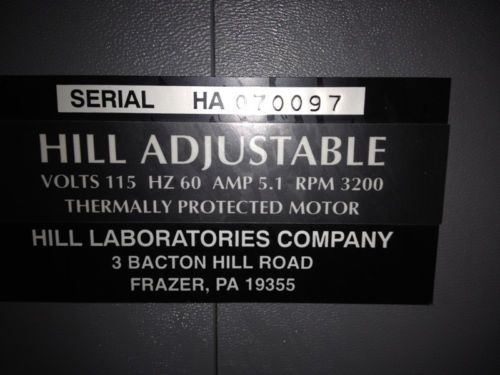 SERIAL HA 070097
HILL ADJUSTABLE
VOLTS 115 HZ 60 AMP 5.1 RPM 3200
THERMALLY PROTECTED MOTOR
HILL LABORATORIES COMPANY
3 BACTON HILL ROAD
FRAZER, PA 19355